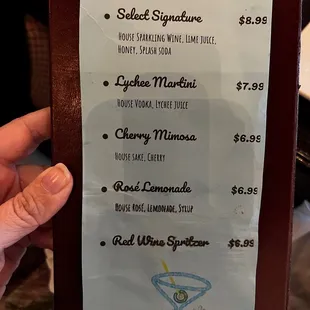 Select Signature $8.99
House Sparkling Wine, Lime Juice,
Honey, Splash Soda
Lychee Martini $7.99
House Vodka, Lychee Juice
Cherry Mimosa $6.99
House Sake, Cherry
Rosé Lemonade $6.99
House Rosé, Lemonade, Syrup
Red Wine Spritzer $6.99